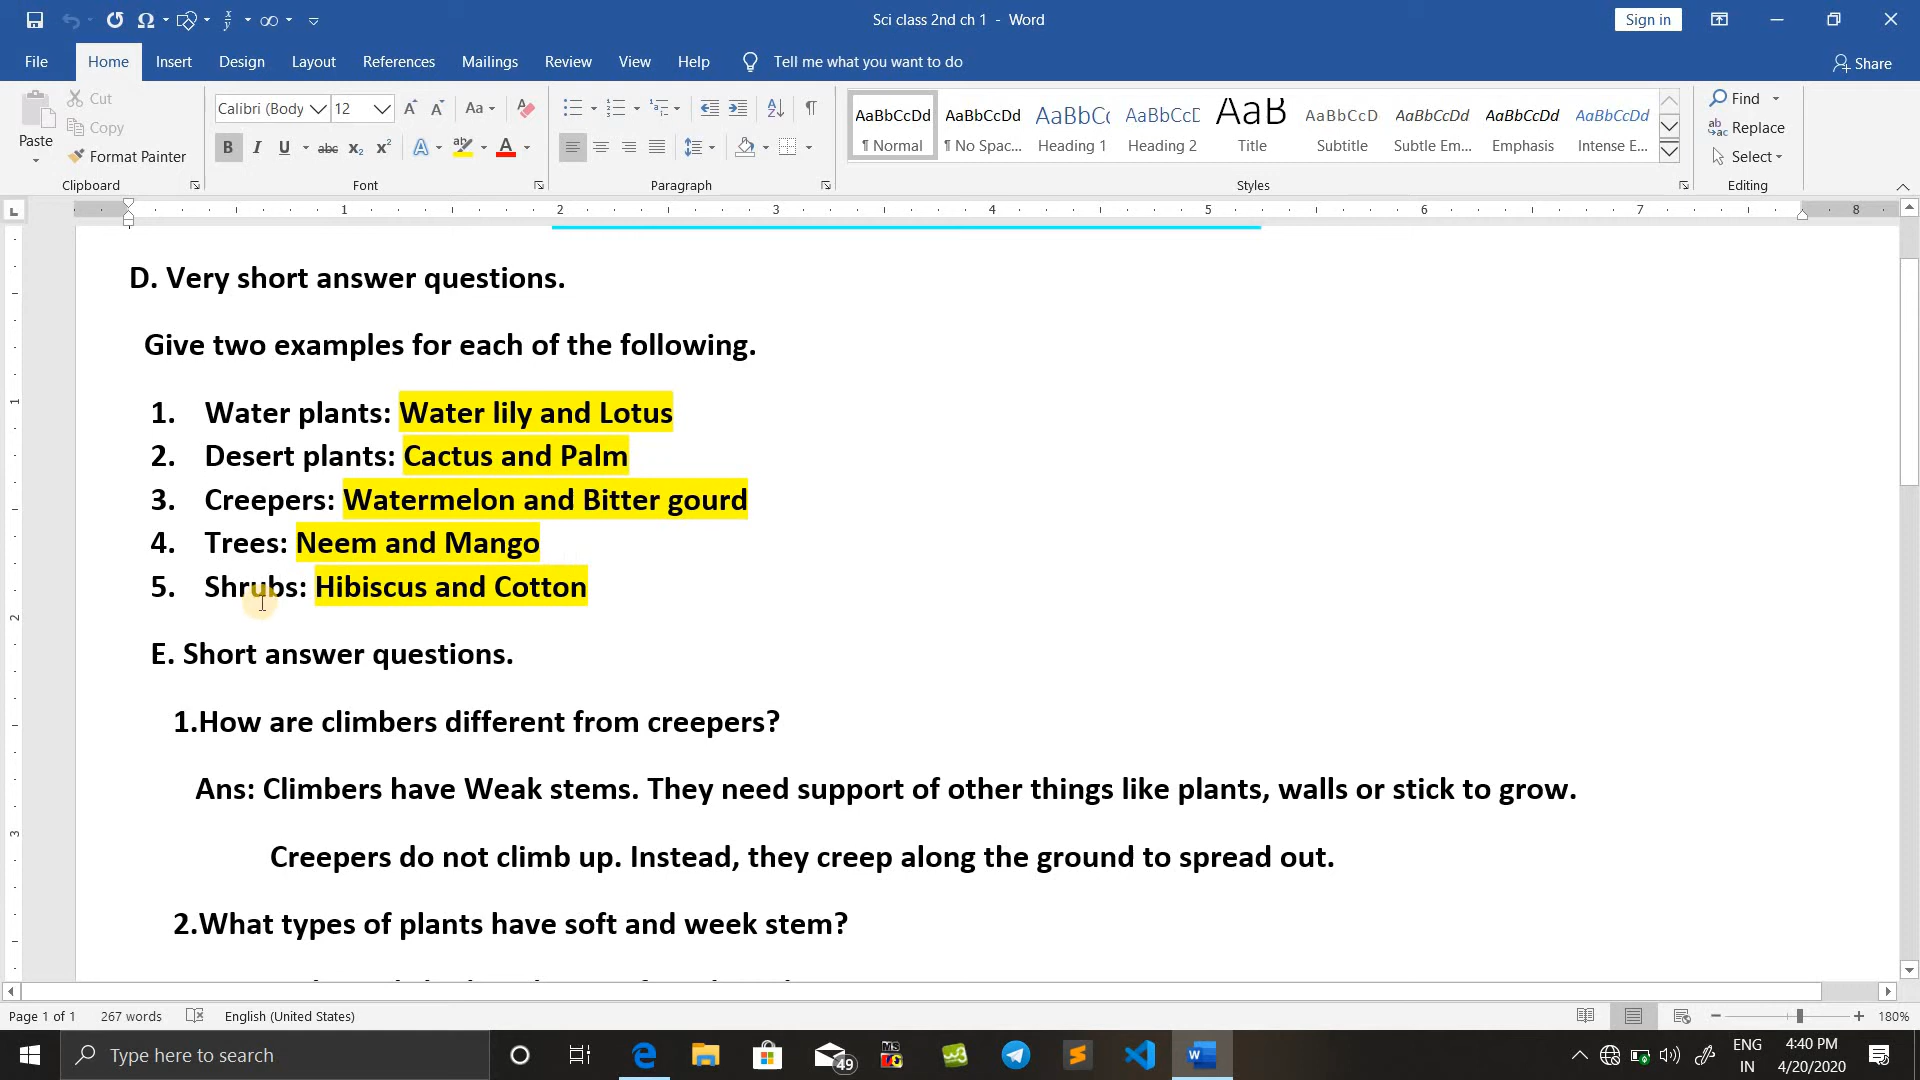 Sci class 2nd ch 1 - Word
Sign in
File Home Insert Design Layout References Mailings Review View Help Tell me what you want to do Share
Paste
Cut
Copy
Format Painter
Clipboard
Calibri (Body 12
Font
Paragraph
AaBbCcDd AaBbCcDd AaBbCc AaBbCcD AaB AaBbCcD AaBbCcDd AaBbCcDd AaBbCcDd
¶ Normal ¶ No Spac... Heading 1 Heading 2 Title Subtitle Subtle Em... Emphasis Intense E...
Styles
Find
Replace
Select
Editing
1 2 3 4 5 6 7 8
D. Very short answer questions.
Give two examples for each of the following.
1. Water plants: Water lily and Lotus
2. Desert plants: Cactus and Palm
3. Creepers: Watermelon and Bitter gourd
4. Trees: Neem and Mango
5. Shrubs: Hibiscus and Cotton
E. Short answer questions.
1.How are climbers different from creepers?
Ans: Climbers have Weak stems. They need support of other things like plants, walls or stick to grow.
Creepers do not climb up. Instead, they creep along the ground to spread out.
2.What types of plants have soft and week stem?
Page 1 of 1 267 words English (United States) 180%
Type here to search
49
ENG
IN
4:40 PM
4/20/2020